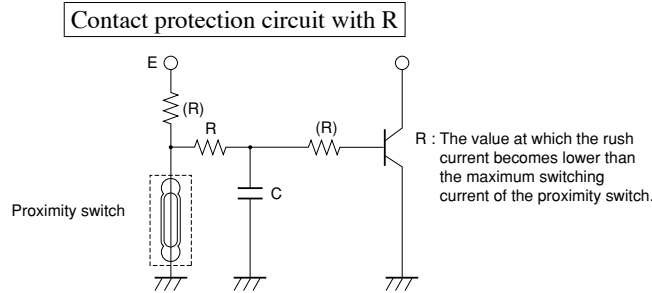 Contact protection circuit with R
E
(R)
R
(R)
C
Proximity switch
R : The value at which the rush
current becomes lower than
the maximum switching
current of the proximity switch.